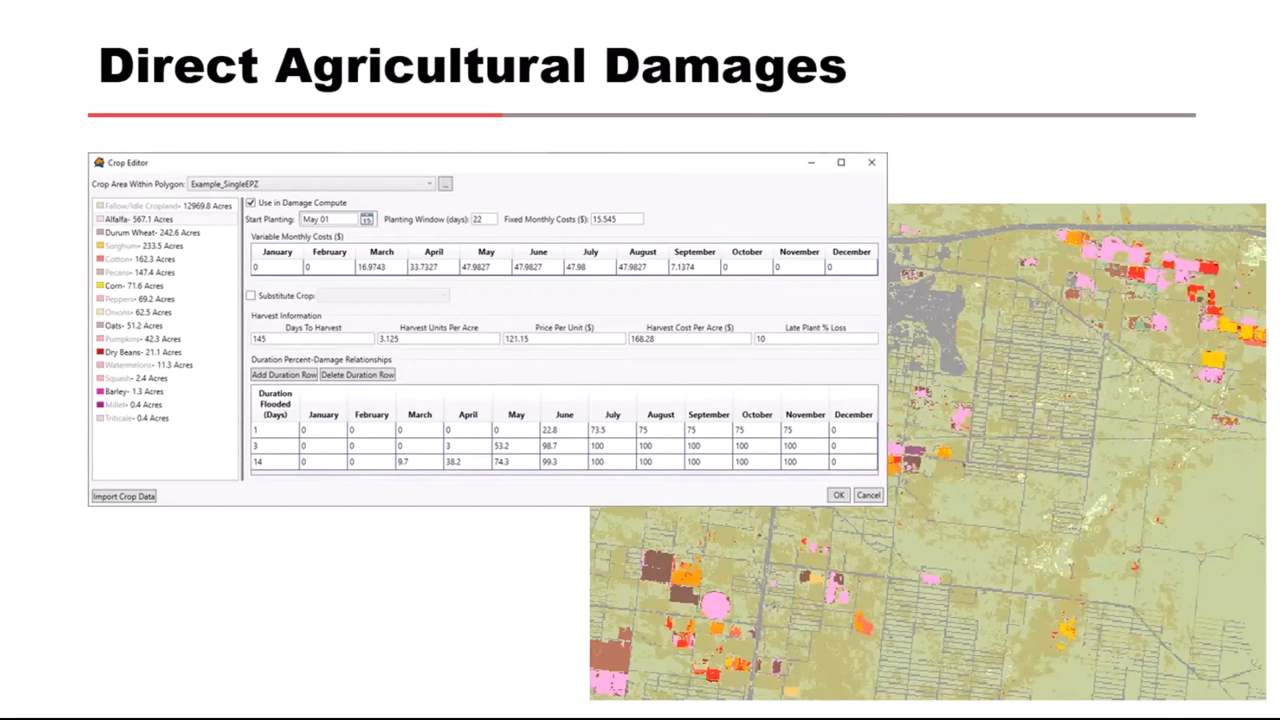 Direct Agricultural Damages
Crop Editor
Crop Area Within Polygon: Example_SingleEPZ ...
Fallow/Idle Cropland- 12969.8 Acres
Alfalfa- 567.1 Acres
Durum Wheat- 242.6 Acres
Sorghum- 233.5 Acres
Cotton- 162.3 Acres
Pecans- 147.4 Acres
Corn- 71.6 Acres
Peppers- 69.2 Acres
Onions- 62.5 Acres
Oats- 51.2 Acres
Pumpkins- 42.3 Acres
Dry Beans- 21.1 Acres
Watermelons- 11.3 Acres
Squash- 2.4 Acres
Barley- 1.3 Acres
Millet- 0.4 Acres
Triticale- 0.4 Acres
Import Crop Data
Use in Damage Compute
Start Planting: May 01 15 Planting Window (days): 22 Fixed Monthly Costs ($): 15.545
Variable Monthly Costs ($)
January February March April May June July August September October November December
0 0 16.9743 33.7327 47.9827 47.9827 47.98 47.9827 7.1374 0 0 0
Substitute Crop:
Harvest Information
Days To Harvest Harvest Units Per Acre Price Per Unit ($) Harvest Cost Per Acre ($) Late Plant % Loss
145 3.125 121.15 168.28 10
Duration Percent-Damage Relationships
Add Duration Row Delete Duration Row
Duration Flooded (Days) January February March April May June July August September October November December
1 0 0 0 0 0 22.8 73.5 75 75 75 75 0
3 0 0 0 3 53.2 98.7 100 100 100 100 100 0
14 0 0 9.7 38.2 74.3 99.3 100 100 100 100 100 0
OK Cancel